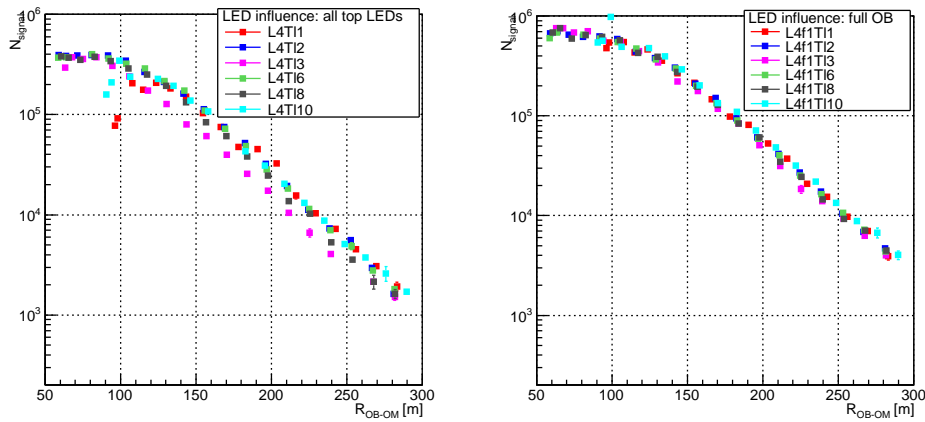 N_signal
10^6
10^5
10^4
10^3
LED influence: all top LEDs
L4TI1
L4TI2
L4TI3
L4TI6
L4TI8
L4TI10
50 100 150 200 250 300
R_OB-OM [m]
N_signal
10^6
10^5
10^4
10^3
LED influence: full OB
L4f1TI1
L4f1TI2
L4f1TI3
L4f1TI6
L4f1TI8
L4f1TI10
50 100 150 200 250 300
R_OB-OM [m]